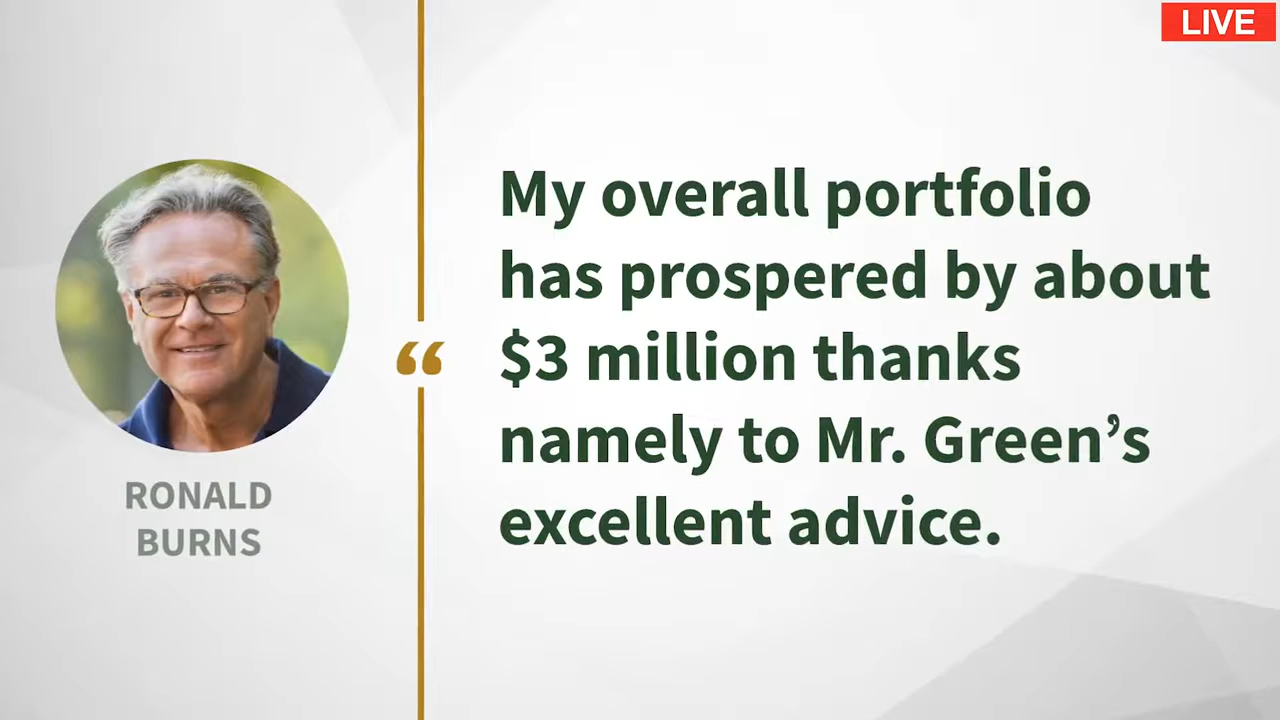 LIVE
My overall portfolio
has prospered by about
$3 million thanks
“
namely to Mr. Green’s
excellent advice.
RONALD
BURNS